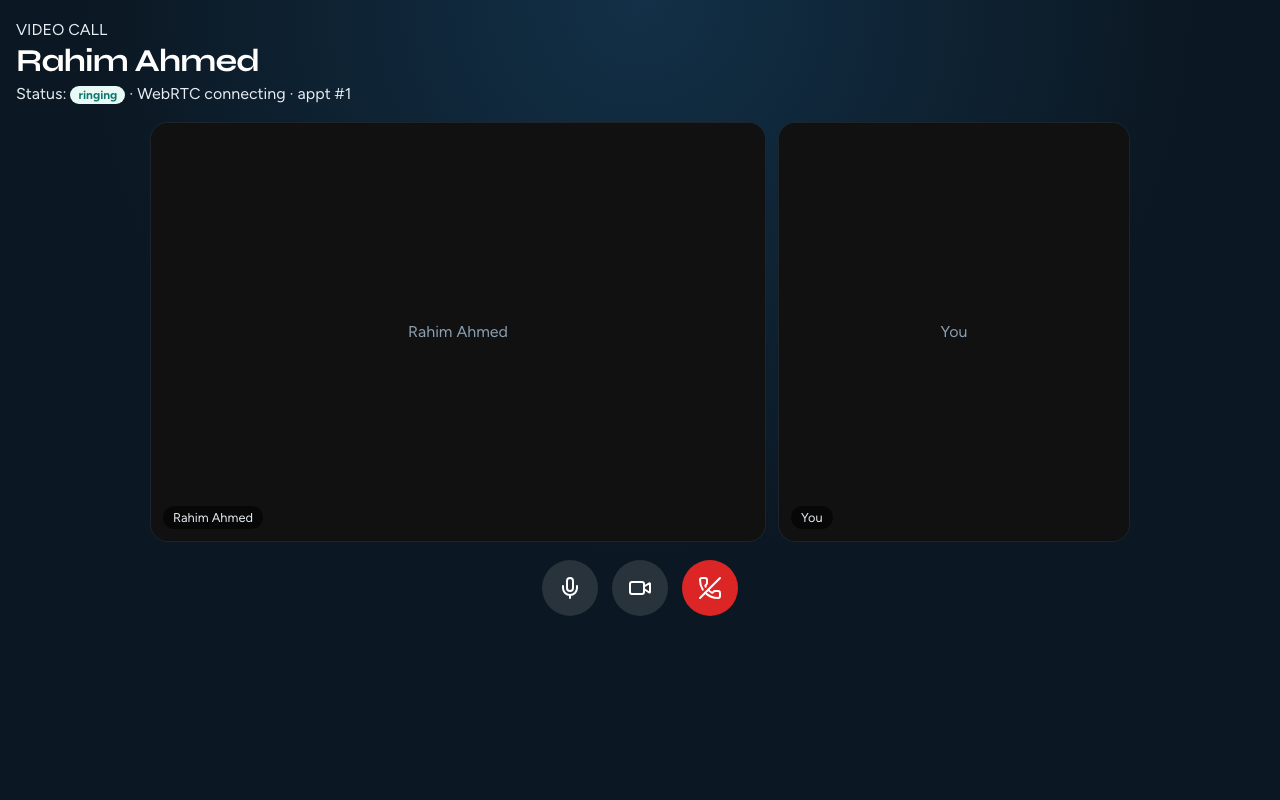 VIDEO CALL
Rahim Ahmed
Status: ringing · WebRTC connecting · appt #1
Rahim Ahmed
You
Rahim Ahmed
You